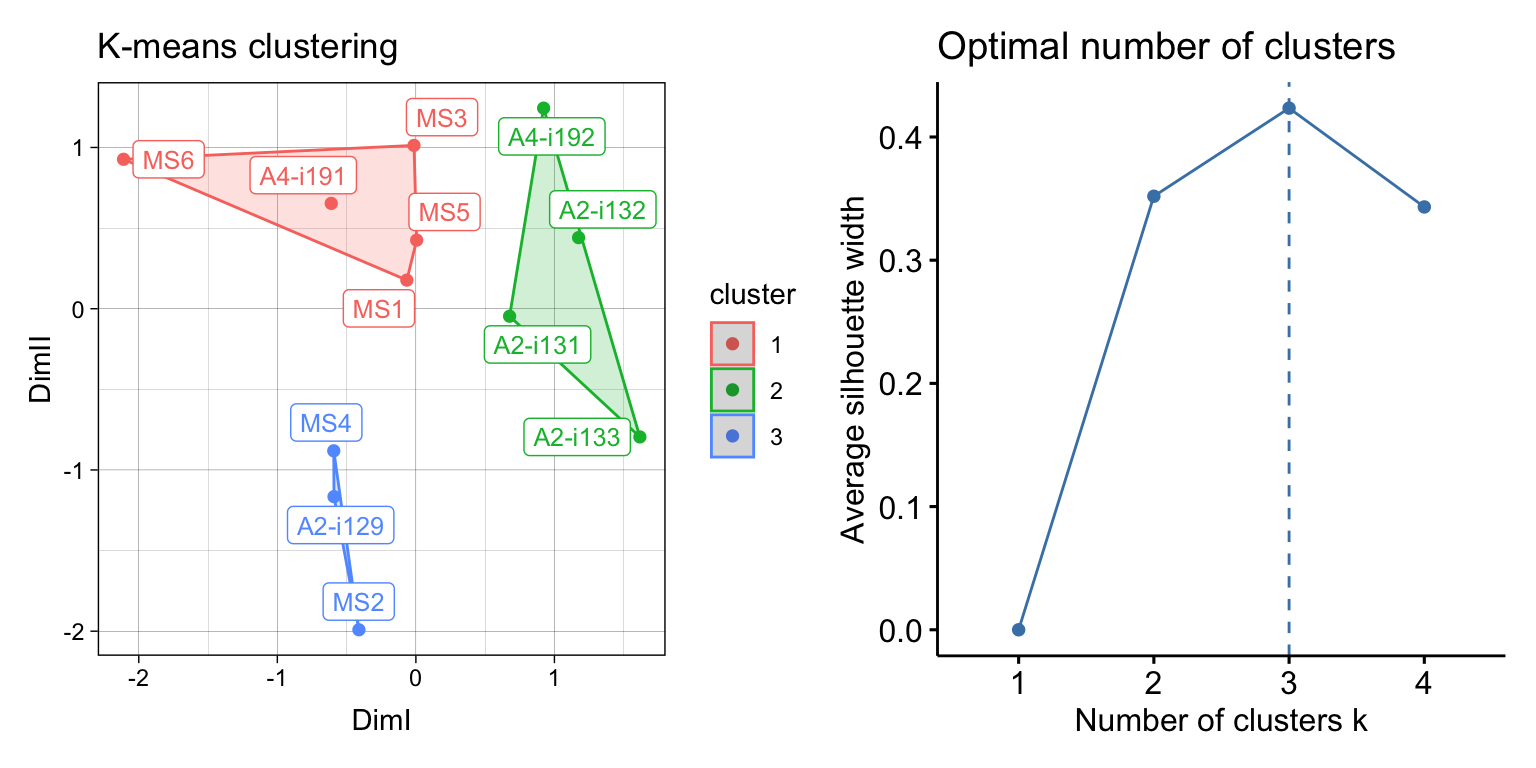 K-means clustering
DimII
1
0
-1
-2
MS3
MS6
A4-i191
MS5
MS1
A4-i192
A2-i132
A2-i131
A2-i133
MS4
A2-i129
MS2
-2
-1
0
1
DimI
cluster
1
2
3
Optimal number of clusters
Average silhouette width
0.4
0.3
0.2
0.1
0.0
1
2
3
4
Number of clusters k